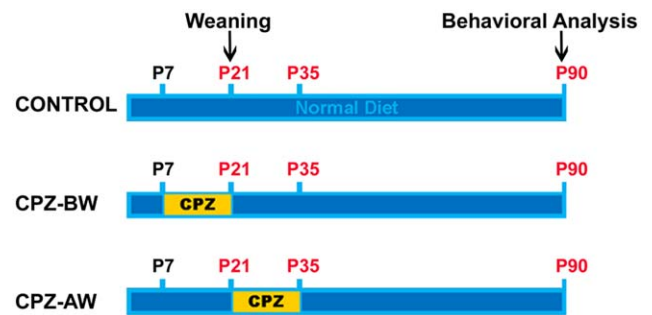 Weaning Behavioral Analysis
P7 P21 P35 P90
CONTROL Normal Diet
P7 P21 P35 P90
CPZ-BW CPZ
P7 P21 P35 P90
CPZ-AW CPZ